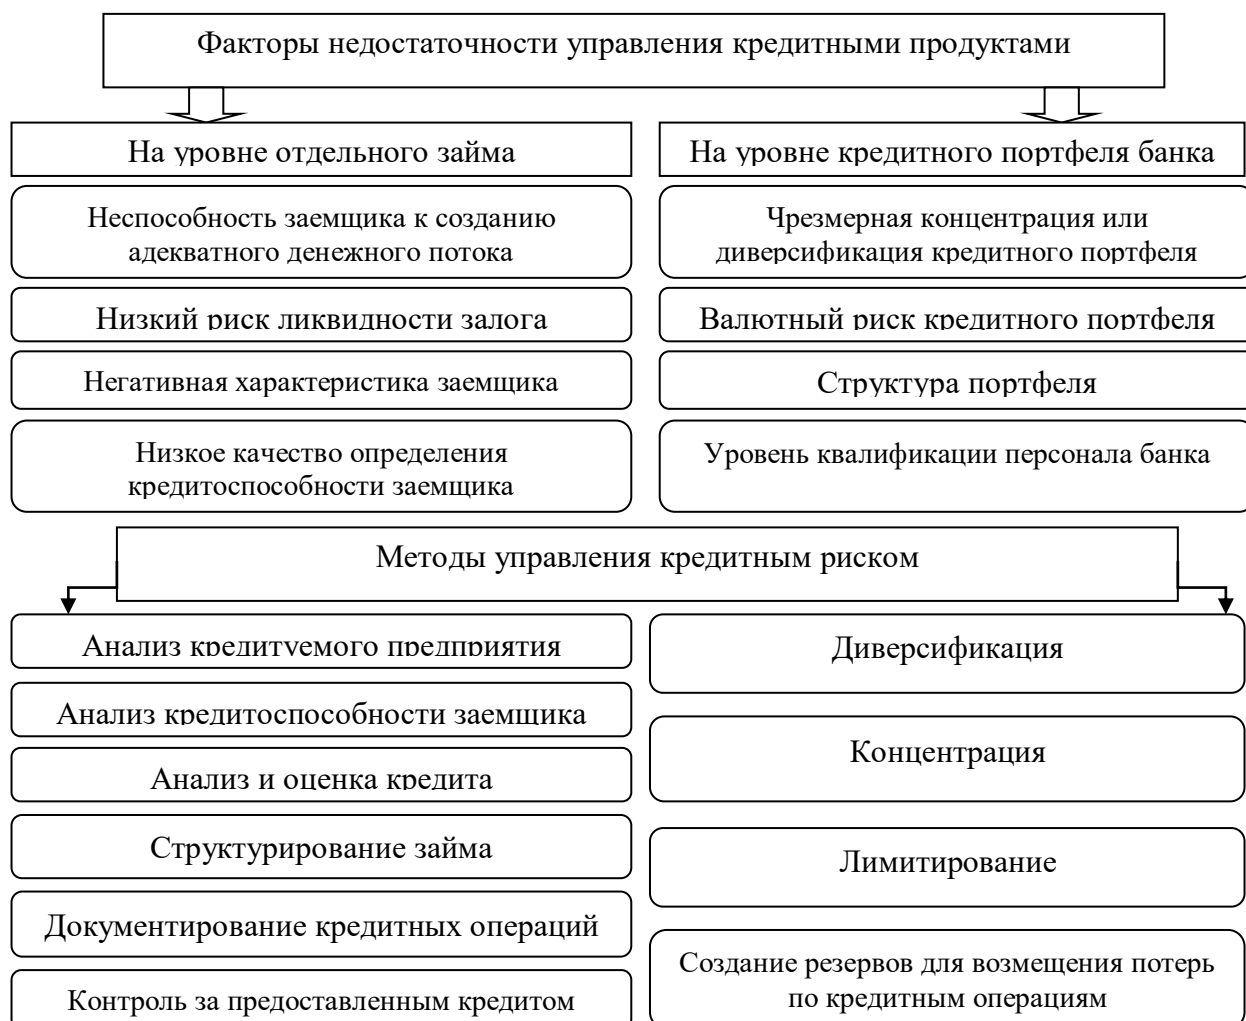 Факторы недостаточности управления кредитными продуктами
На уровне отдельного займа
Неспособность заемщика к созданию
адекватного денежного потока
Низкий риск ликвидности залога
Негативная характеристика заемщика
Низкое качество определения
кредитоспособности заемщика
На уровне кредитного портфеля банка
Чрезмерная концентрация или
диверсификация кредитного портфеля
Валютный риск кредитного портфеля
Структура портфеля
Уровень квалификации персонала банка
Методы управления кредитным риском
Анализ кредитуемого предприятия
Анализ кредитоспособности заемщика
Анализ и оценка кредита
Структурирование займа
Документирование кредитных операций
Контроль за предоставленным кредитом
Диверсификация
Концентрация
Лимитирование
Создание резервов для возмещения потерь
по кредитным операциям